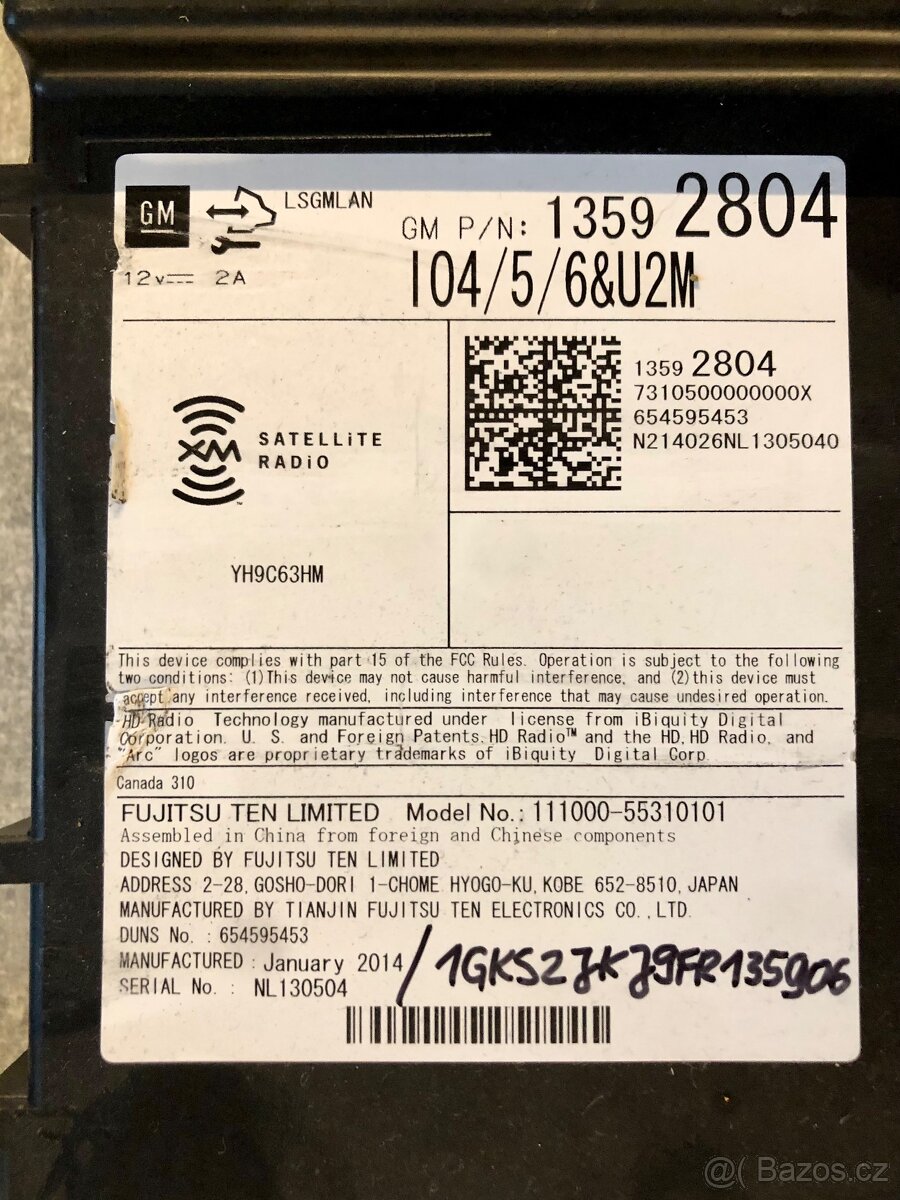 GM LSGMLAN GM P/N: 1359 2804
12v 2A IO4/5/6&U2M
1359 2804
7310500000000X
654595453
N214026NL1305040
XM SATELLiTE
RADiO
™
YH9C63HM
This device complies with part 15 of the FCC Rules. Operation is subject to the following
two conditions: (1)This device may not cause harmful interference, and (2)this device must
accept any interference received, including interference that may cause undesired operation.
HD Radio Technology manufactured under license from iBiquity Digital
Corporation. U. S. and Foreign Patents. HD Radio™ and the HD, HD Radio, and
"Arc" logos are proprietary trademarks of iBiquity Digital Corp
Canada 310
FUJITSU TEN LIMITED Model No.: 111000-55310101
Assembled in China from foreign and Chinese components
DESIGNED BY FUJITSU TEN LIMITED
ADDRESS 2-28, GOSHO-DORI 1-CHOME HYOGO-KU, KOBE 652-8510, JAPAN
MANUFACTURED BY TIANJIN FUJITSU TEN ELECTRONICS CO.,LTD.
DUNS No. : 654595453
MANUFACTURED : January 2014 / 1GKS2JKJ9FR135906
SERIAL No. : NL130504
@( Bazos.cz